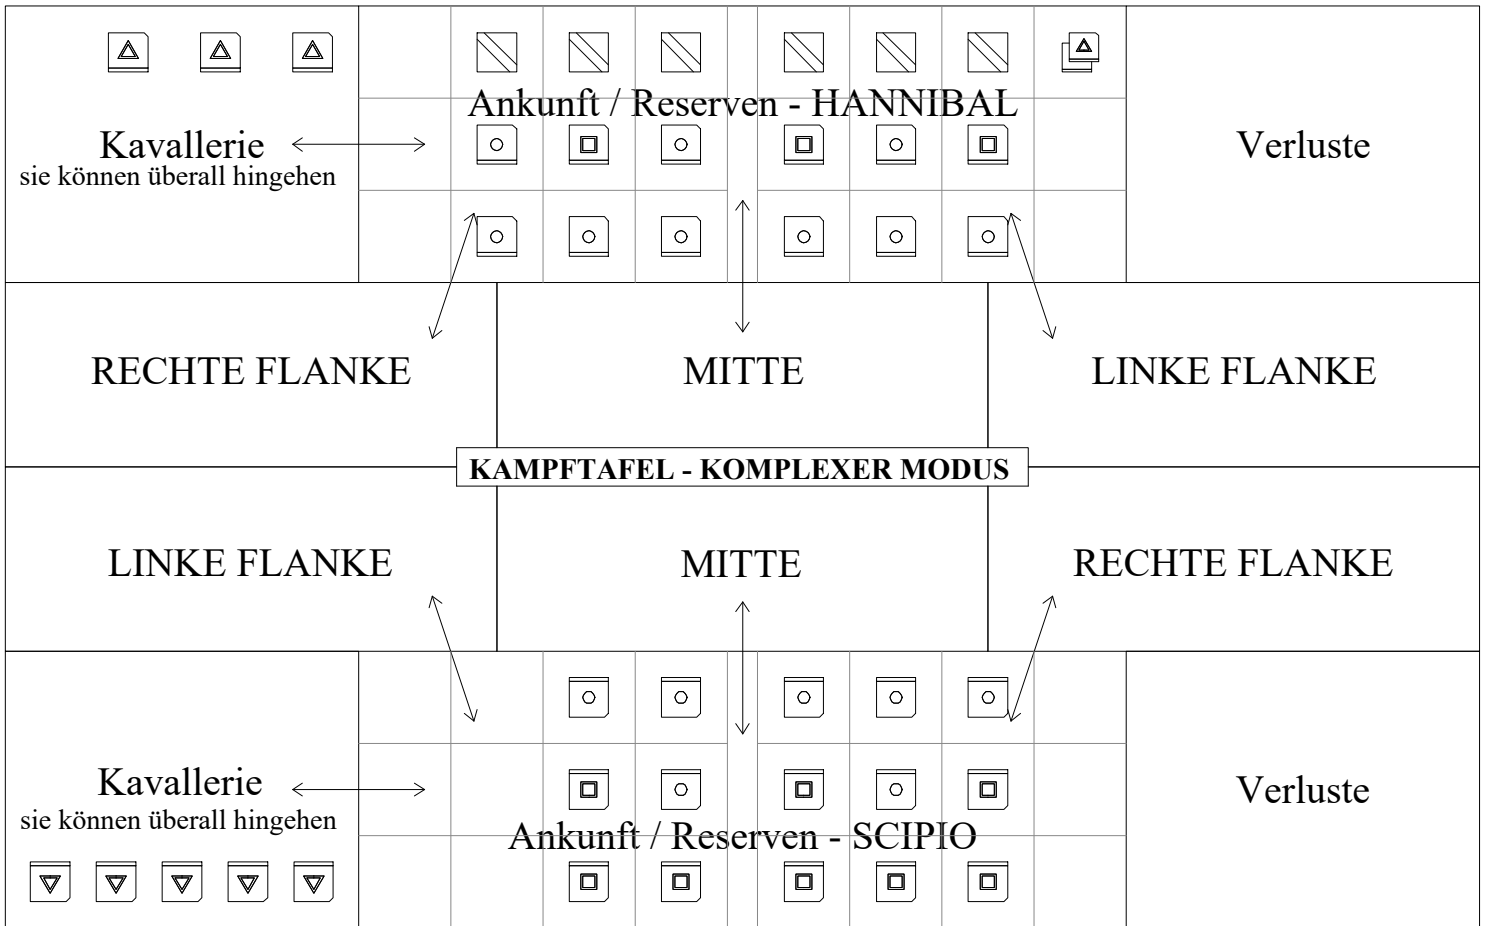 Ankunft / Reserven - HANNIBAL
Kavallerie
sie können überall hingehen
Verluste
RECHTE FLANKE
MITTE
LINKE FLANKE
KAMPFTAFEL - KOMPLEXER MODUS
LINKE FLANKE
MITTE
RECHTE FLANKE
Kavallerie
sie können überall hingehen
Verluste
Ankunft / Reserven - SCIPIO